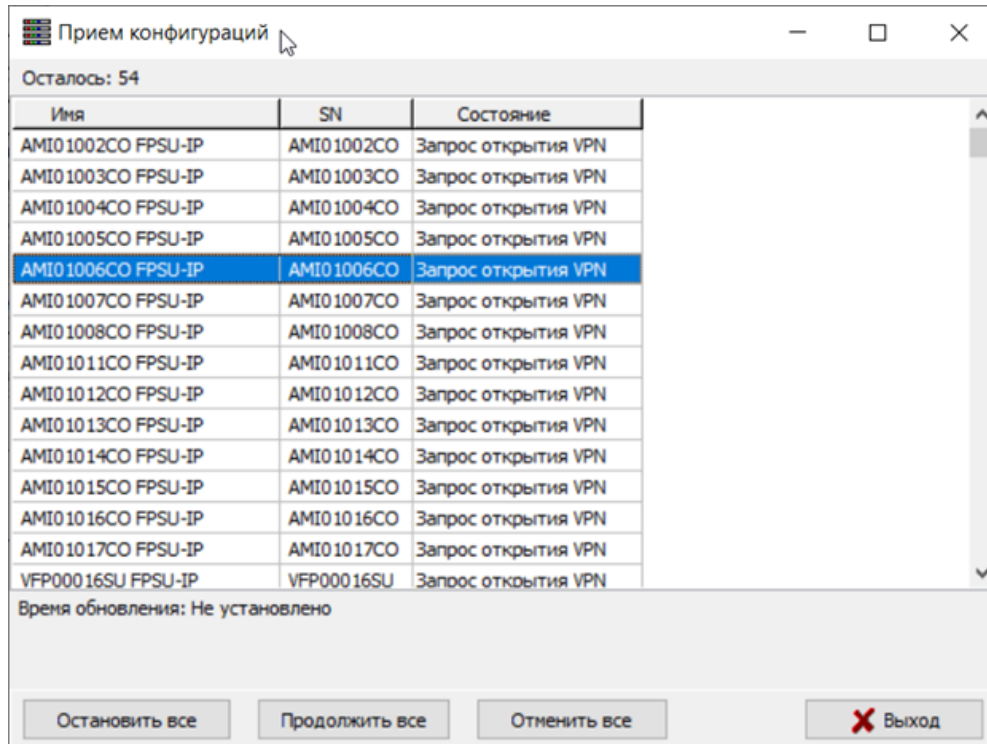 Прием конфигураций
Осталось: 54
Имя SN Состояние
AMI01002CO FPSU-IP AMI01002CO Запрос открытия VPN
AMI01003CO FPSU-IP AMI01003CO Запрос открытия VPN
AMI01004CO FPSU-IP AMI01004CO Запрос открытия VPN
AMI01005CO FPSU-IP AMI01005CO Запрос открытия VPN
AMI01006CO FPSU-IP AMI01006CO Запрос открытия VPN
AMI01007CO FPSU-IP AMI01007CO Запрос открытия VPN
AMI01008CO FPSU-IP AMI01008CO Запрос открытия VPN
AMI01011CO FPSU-IP AMI01011CO Запрос открытия VPN
AMI01012CO FPSU-IP AMI01012CO Запрос открытия VPN
AMI01013CO FPSU-IP AMI01013CO Запрос открытия VPN
AMI01014CO FPSU-IP AMI01014CO Запрос открытия VPN
AMI01015CO FPSU-IP AMI01015CO Запрос открытия VPN
AMI01016CO FPSU-IP AMI01016CO Запрос открытия VPN
AMI01017CO FPSU-IP AMI01017CO Запрос открытия VPN
VFP00016SU FPSU-IP VFP00016SU Запрос открытия VPN
Время обновления: Не установлено
Остановить все Продолжить все Отменить все Выход